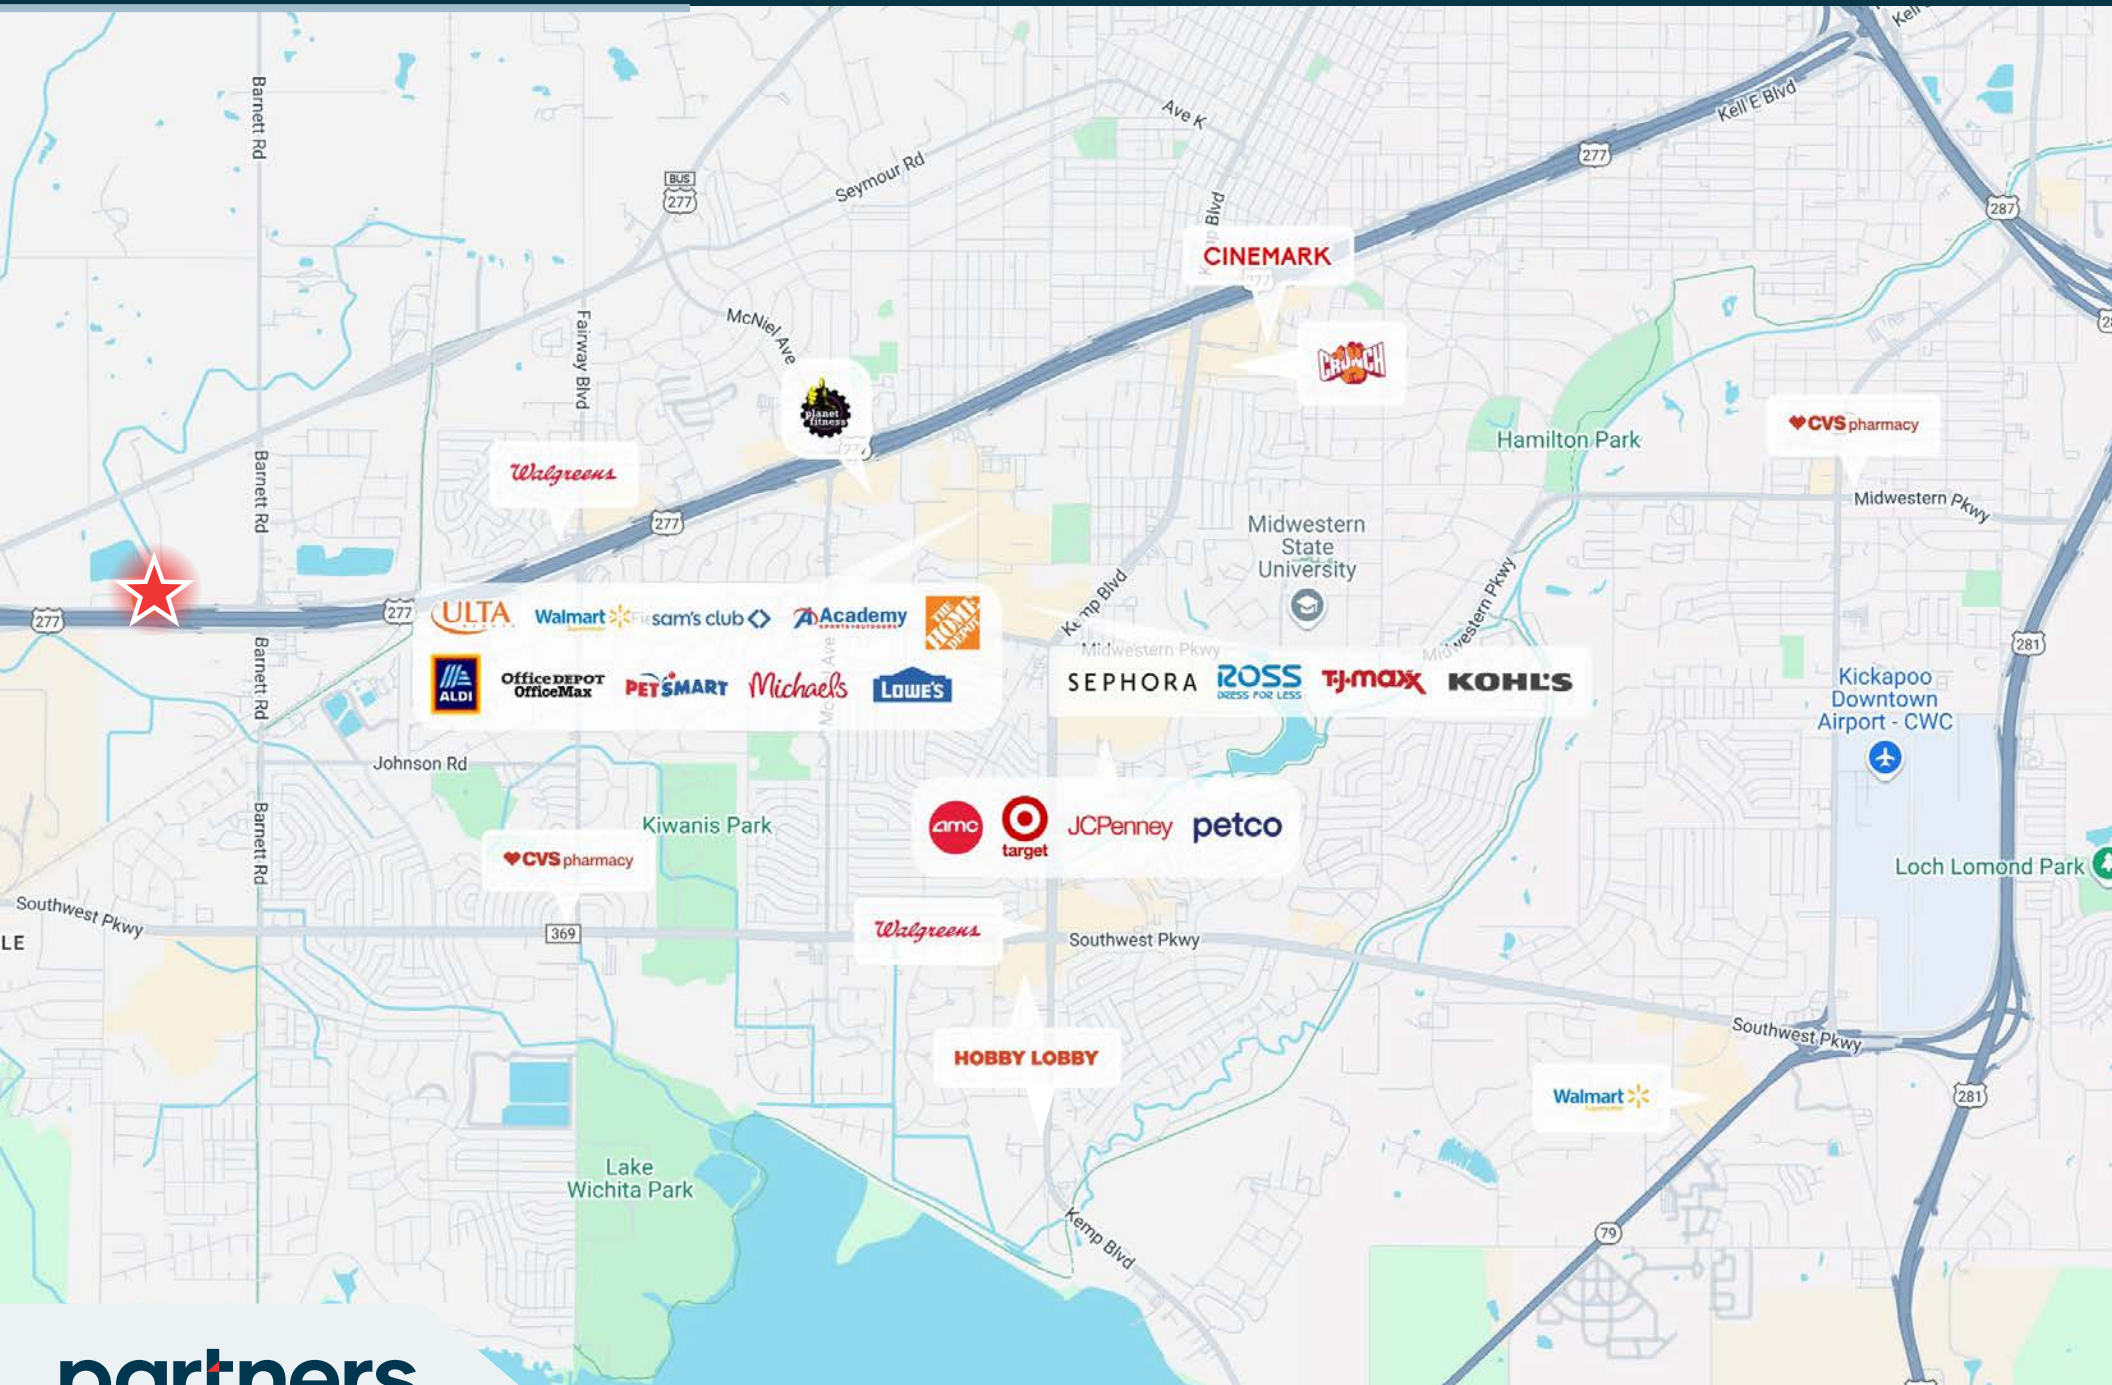 Kell E Blvd
Barnett Rd
Ave K
BUS
277
Seymour Rd
277
287
Kemp Blvd
CINEMARK
277
McNiel Ave
Fairway Blvd
CRUNCH
planet
fitness
277
CVS pharmacy
Hamilton Park
Walgreens
Barnett Rd
Midwestern Pkwy
277
Midwestern
State
University
277
277
ULTA
Walmart
sam's club
Academy
SPORTS+OUTDOORS
THE
HOME
DEPOT
Kemp Blvd
Midwestern Pkwy
Midwestern Pkwy
281
ALDI
Office DEPOT
OfficeMax
PETSMART
Michaels
LOWE'S
SEPHORA
ROSS
DRESS FOR LESS
TJ-maxx
KOHL'S
Barnett Rd
Kickapoo
Downtown
Airport - CWC
Johnson Rd
Kiwanis Park
amc
target
JCPenney
petco
Barnett Rd
CVS pharmacy
Loch Lomond Park
Southwest Pkwy
LE
369
Walgreens
Southwest Pkwy
Southwest Pkwy
HOBBY LOBBY
Walmart
281
Lake
Wichita Park
Kemp Blvd
79
partners